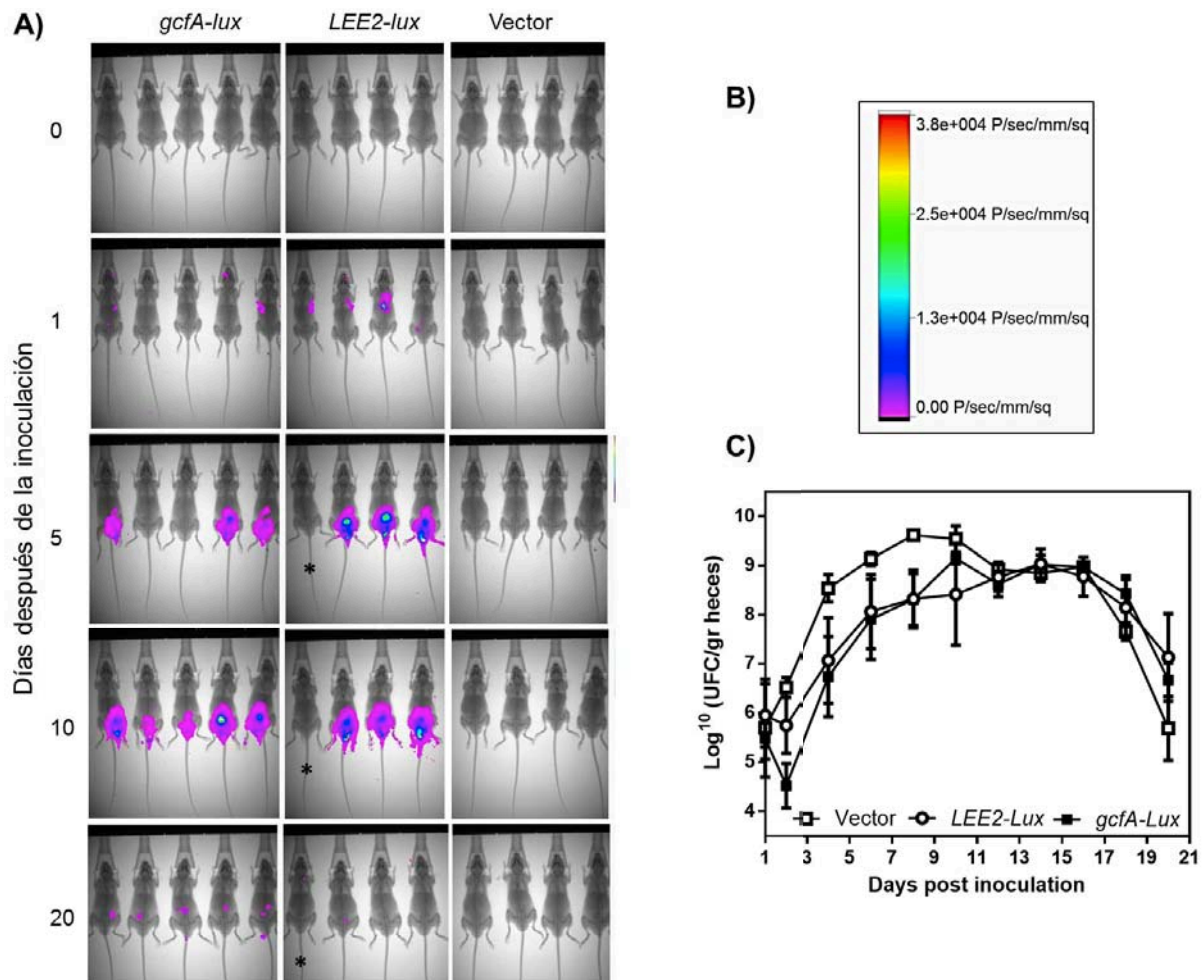 A)
gcfA-lux LEE2-lux Vector
Días después de la inoculación
0
1
5
*
10
*
20
*
B)
3.8e+004 P/sec/mm/sq
2.5e+004 P/sec/mm/sq
1.3e+004 P/sec/mm/sq
0.00 P/sec/mm/sq
C)
Log10 (UFC/gr heces)
10
9
8
7
6
5
4
Vector LEE2-Lux gcfA-Lux
1 3 5 7 9 11 13 15 17 19 21
Days post inoculation